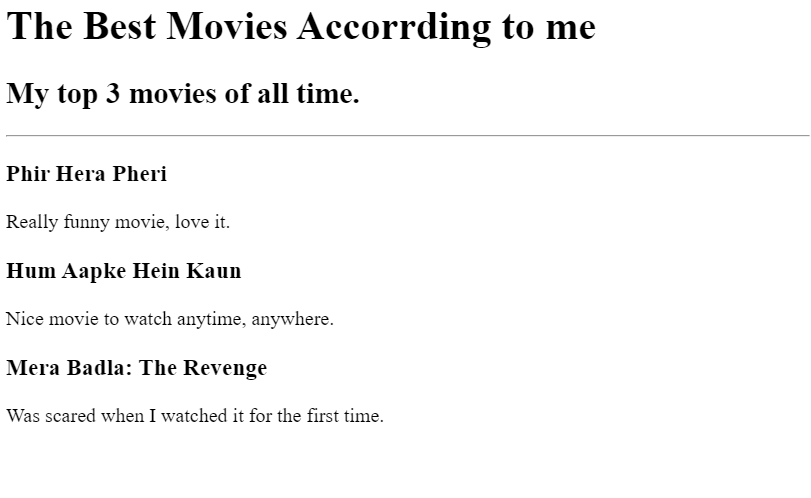 The Best Movies Accorrding to me
My top 3 movies of all time.
Phir Hera Pheri
Really funny movie, love it.
Hum Aapke Hein Kaun
Nice movie to watch anytime, anywhere.
Mera Badla: The Revenge
Was scared when I watched it for the first time.